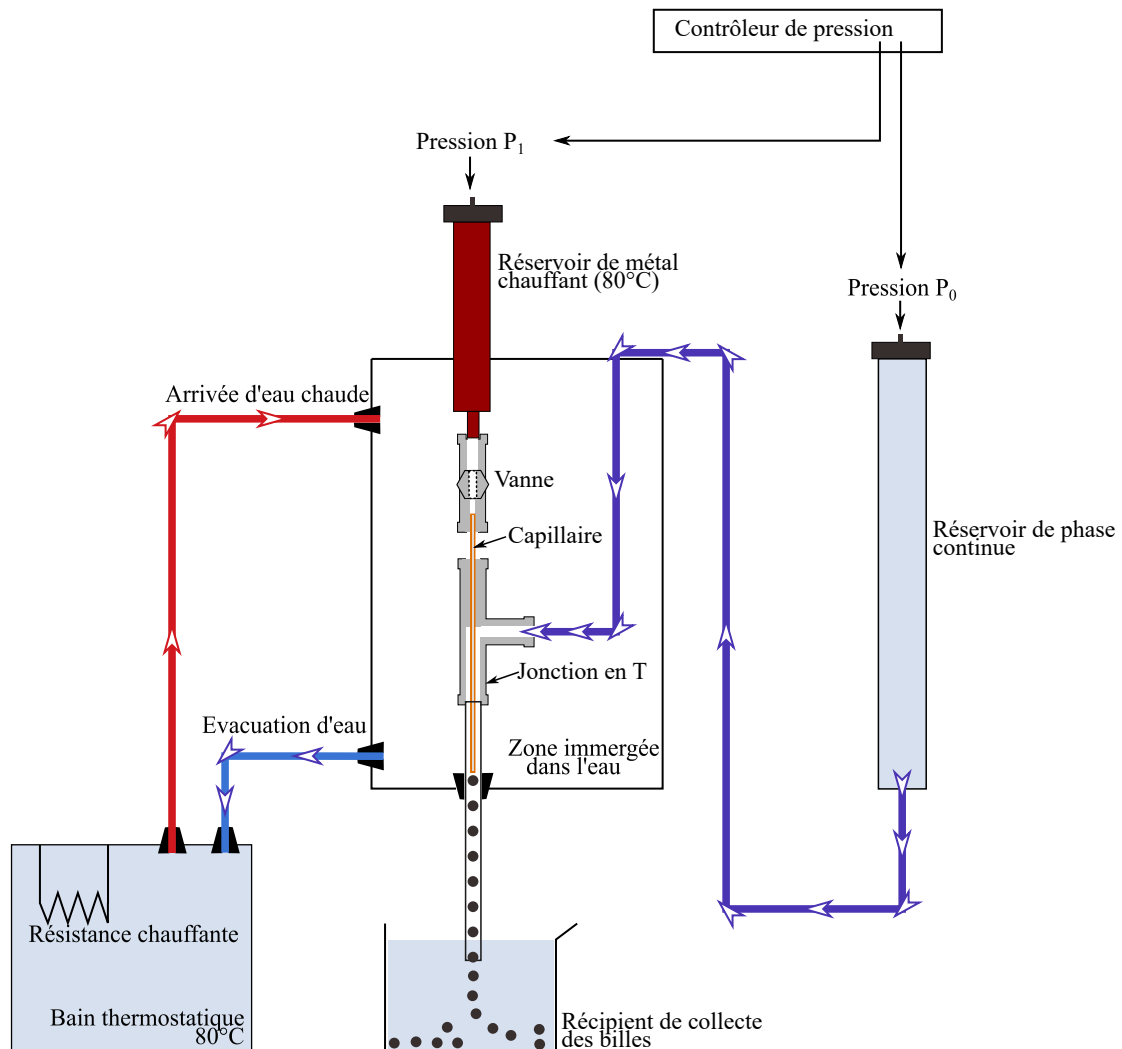 Contrôleur de pression
Pression P1
Réservoir de métal
chauffant (80°C)
Pression P0
Arrivée d'eau chaude
Vanne
Réservoir de phase
continue
Capillaire
Jonction en T
Evacuation d'eau
Zone immergée
dans l'eau
Résistance chauffante
Bain thermostatique
80°C
Récipient de collecte
des billes